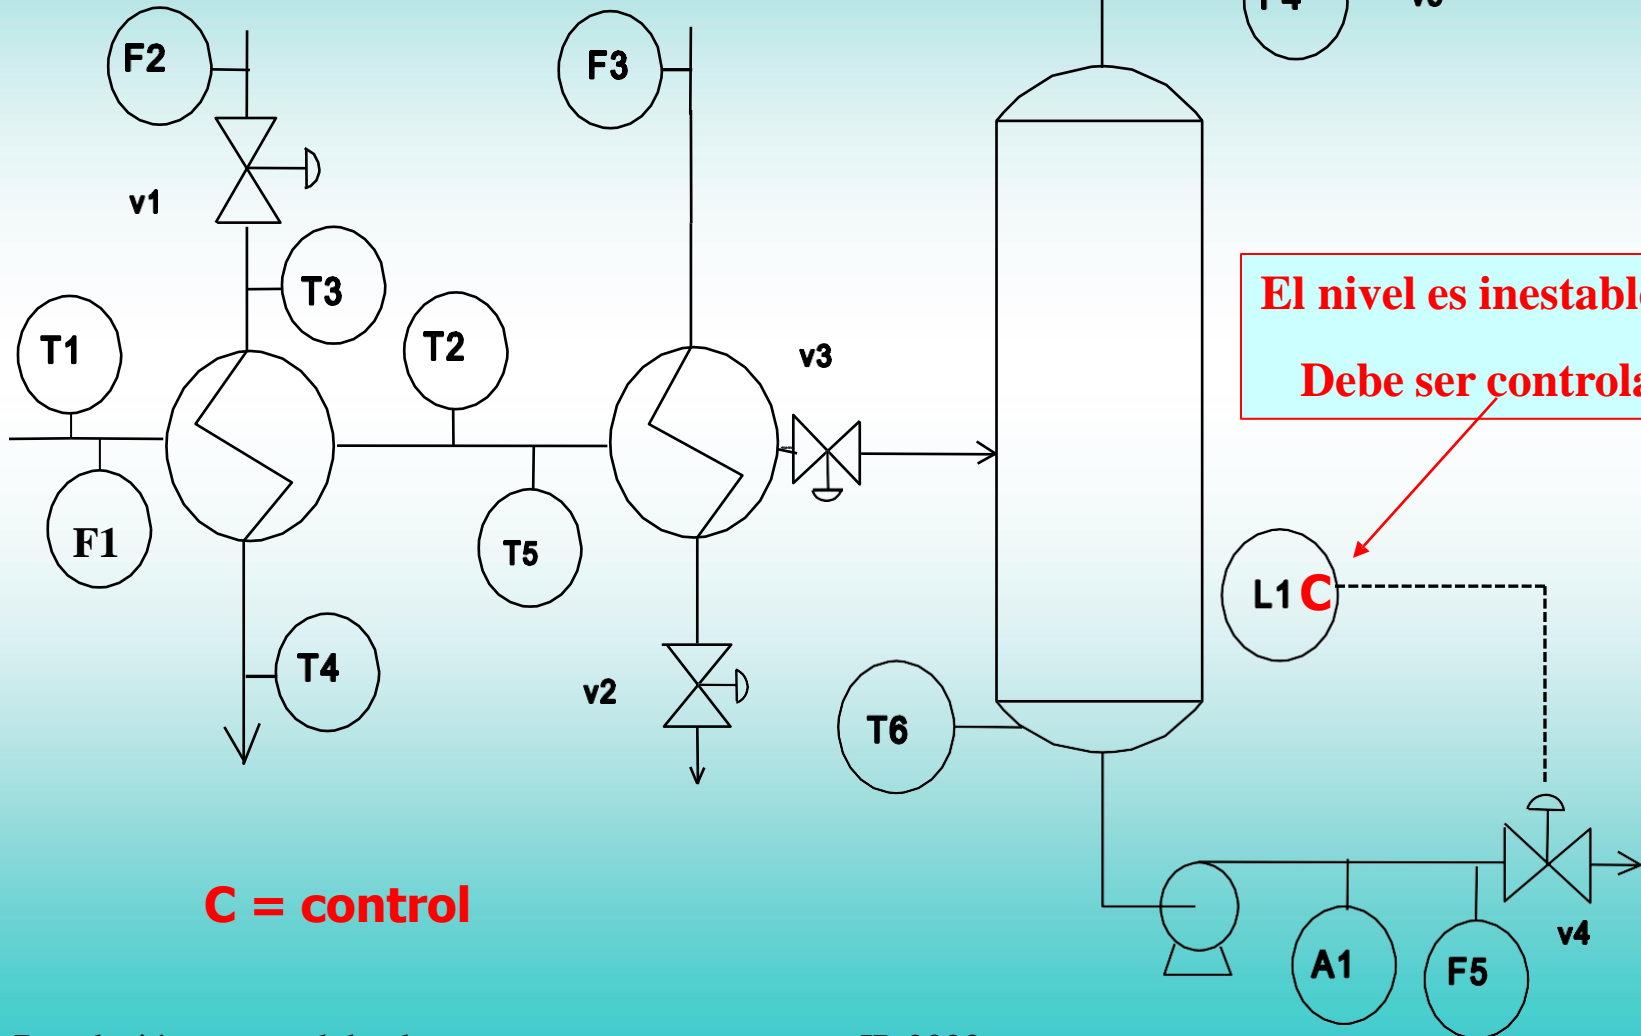 F2
F3
v1
T3
T1
T2
v3
El nivel es inestable
Debe ser controla
F1
T5
L1 C
T4
v2
T6
C = control
v4
A1
F5